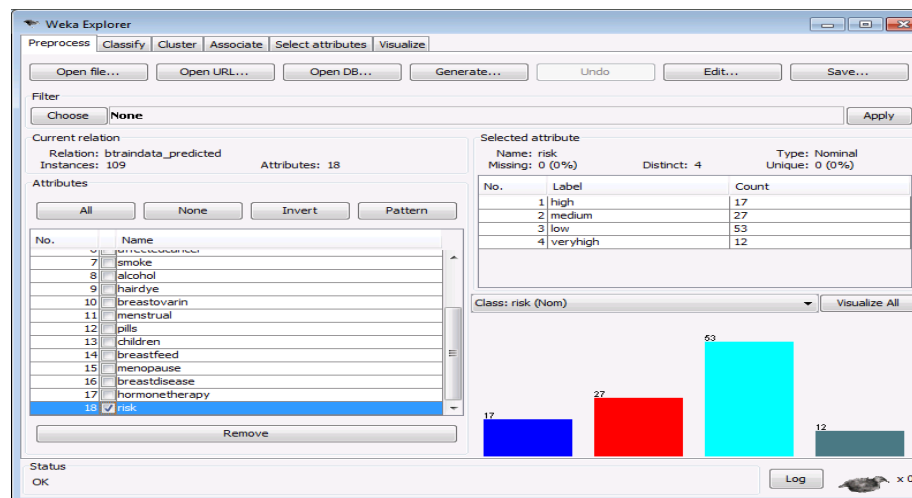 Weka Explorer
Preprocess Classify Cluster Associate Select attributes Visualize
Open file... Open URL... Open DB... Generate... Undo Edit... Save...
Filter
Choose None Apply
Current relation
Relation: btraindata_predicted
Instances: 109 Attributes: 18
Attributes
All None Invert Pattern
No. Name
7 smoke
8 alcohol
9 hairdye
10 breastovarin
11 menstrual
12 pills
13 children
14 breastfeed
15 menopause
16 breastdisease
17 hormonetherapy
18 risk
Remove
Selected attribute
Name: risk Type: Nominal
Missing: 0 (0%) Distinct: 4 Unique: 0 (0%)
No. Label Count
1 high 17
2 medium 27
3 low 53
4 veryhigh 12
Class: risk (Nom) Visualize All
53
27
17
12
Status
OK
Log x 0